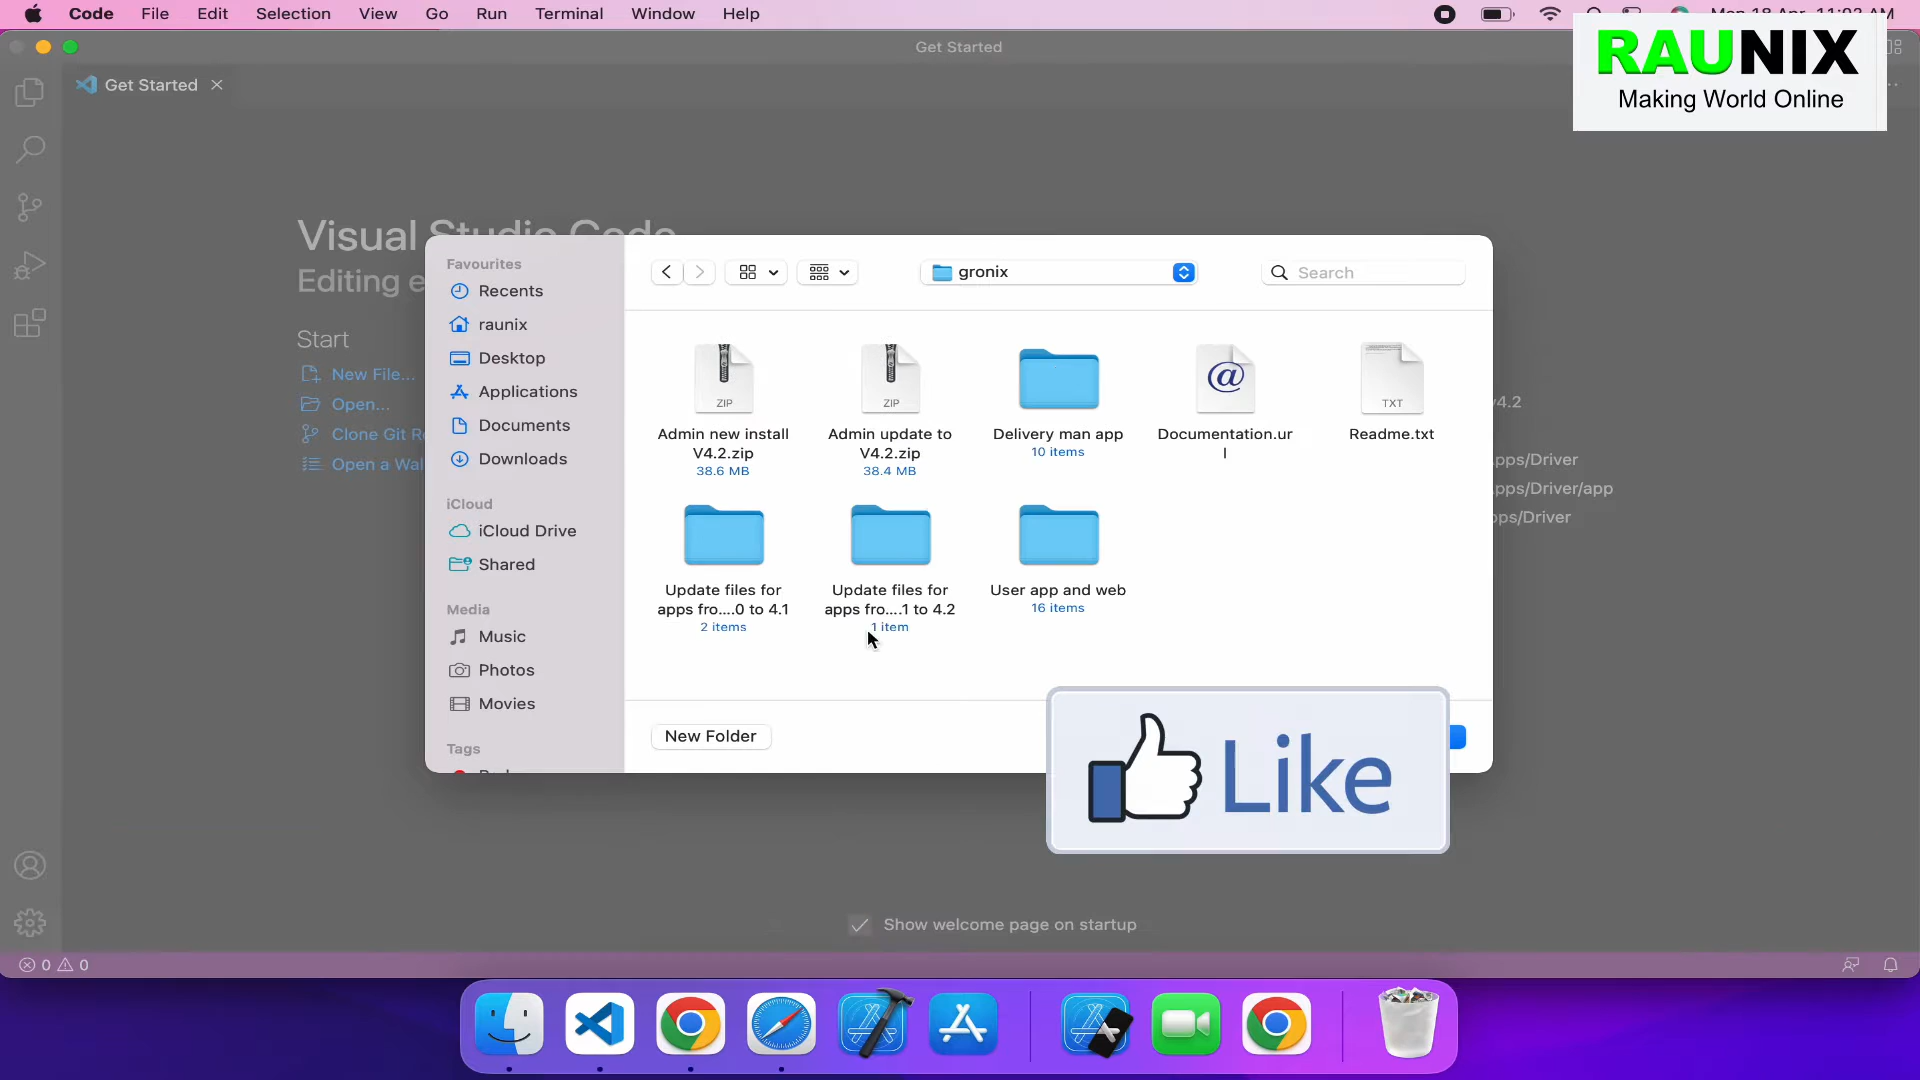 Code File Edit Selection View Go Run Terminal Window Help
Get Started
Get Started
RAUNIX
Making World Online
Visual Studio Code
Editing
Start
New File...
Open...
Clone Git
Open a
Favourites
Recents
raunix
Desktop
Applications
Documents
Downloads
iCloud
iCloud Drive
Shared
Media
Music
Photos
Movies
Tags
gronix
Search
ZIP
Admin new install
V4.2.zip
38.6 MB
ZIP
Admin update to
V4.2.zip
38.4 MB
Delivery man app
10 items
@
Documentation.ur
l
TXT
Readme.txt
Update files for
apps fro....0 to 4.1
2 items
Update files for
apps fro....1 to 4.2
1 item
User app and web
16 items
New Folder
Like
v4.2
pps/Driver
pps/Driver/app
ps/Driver
Show welcome page on startup
0 0